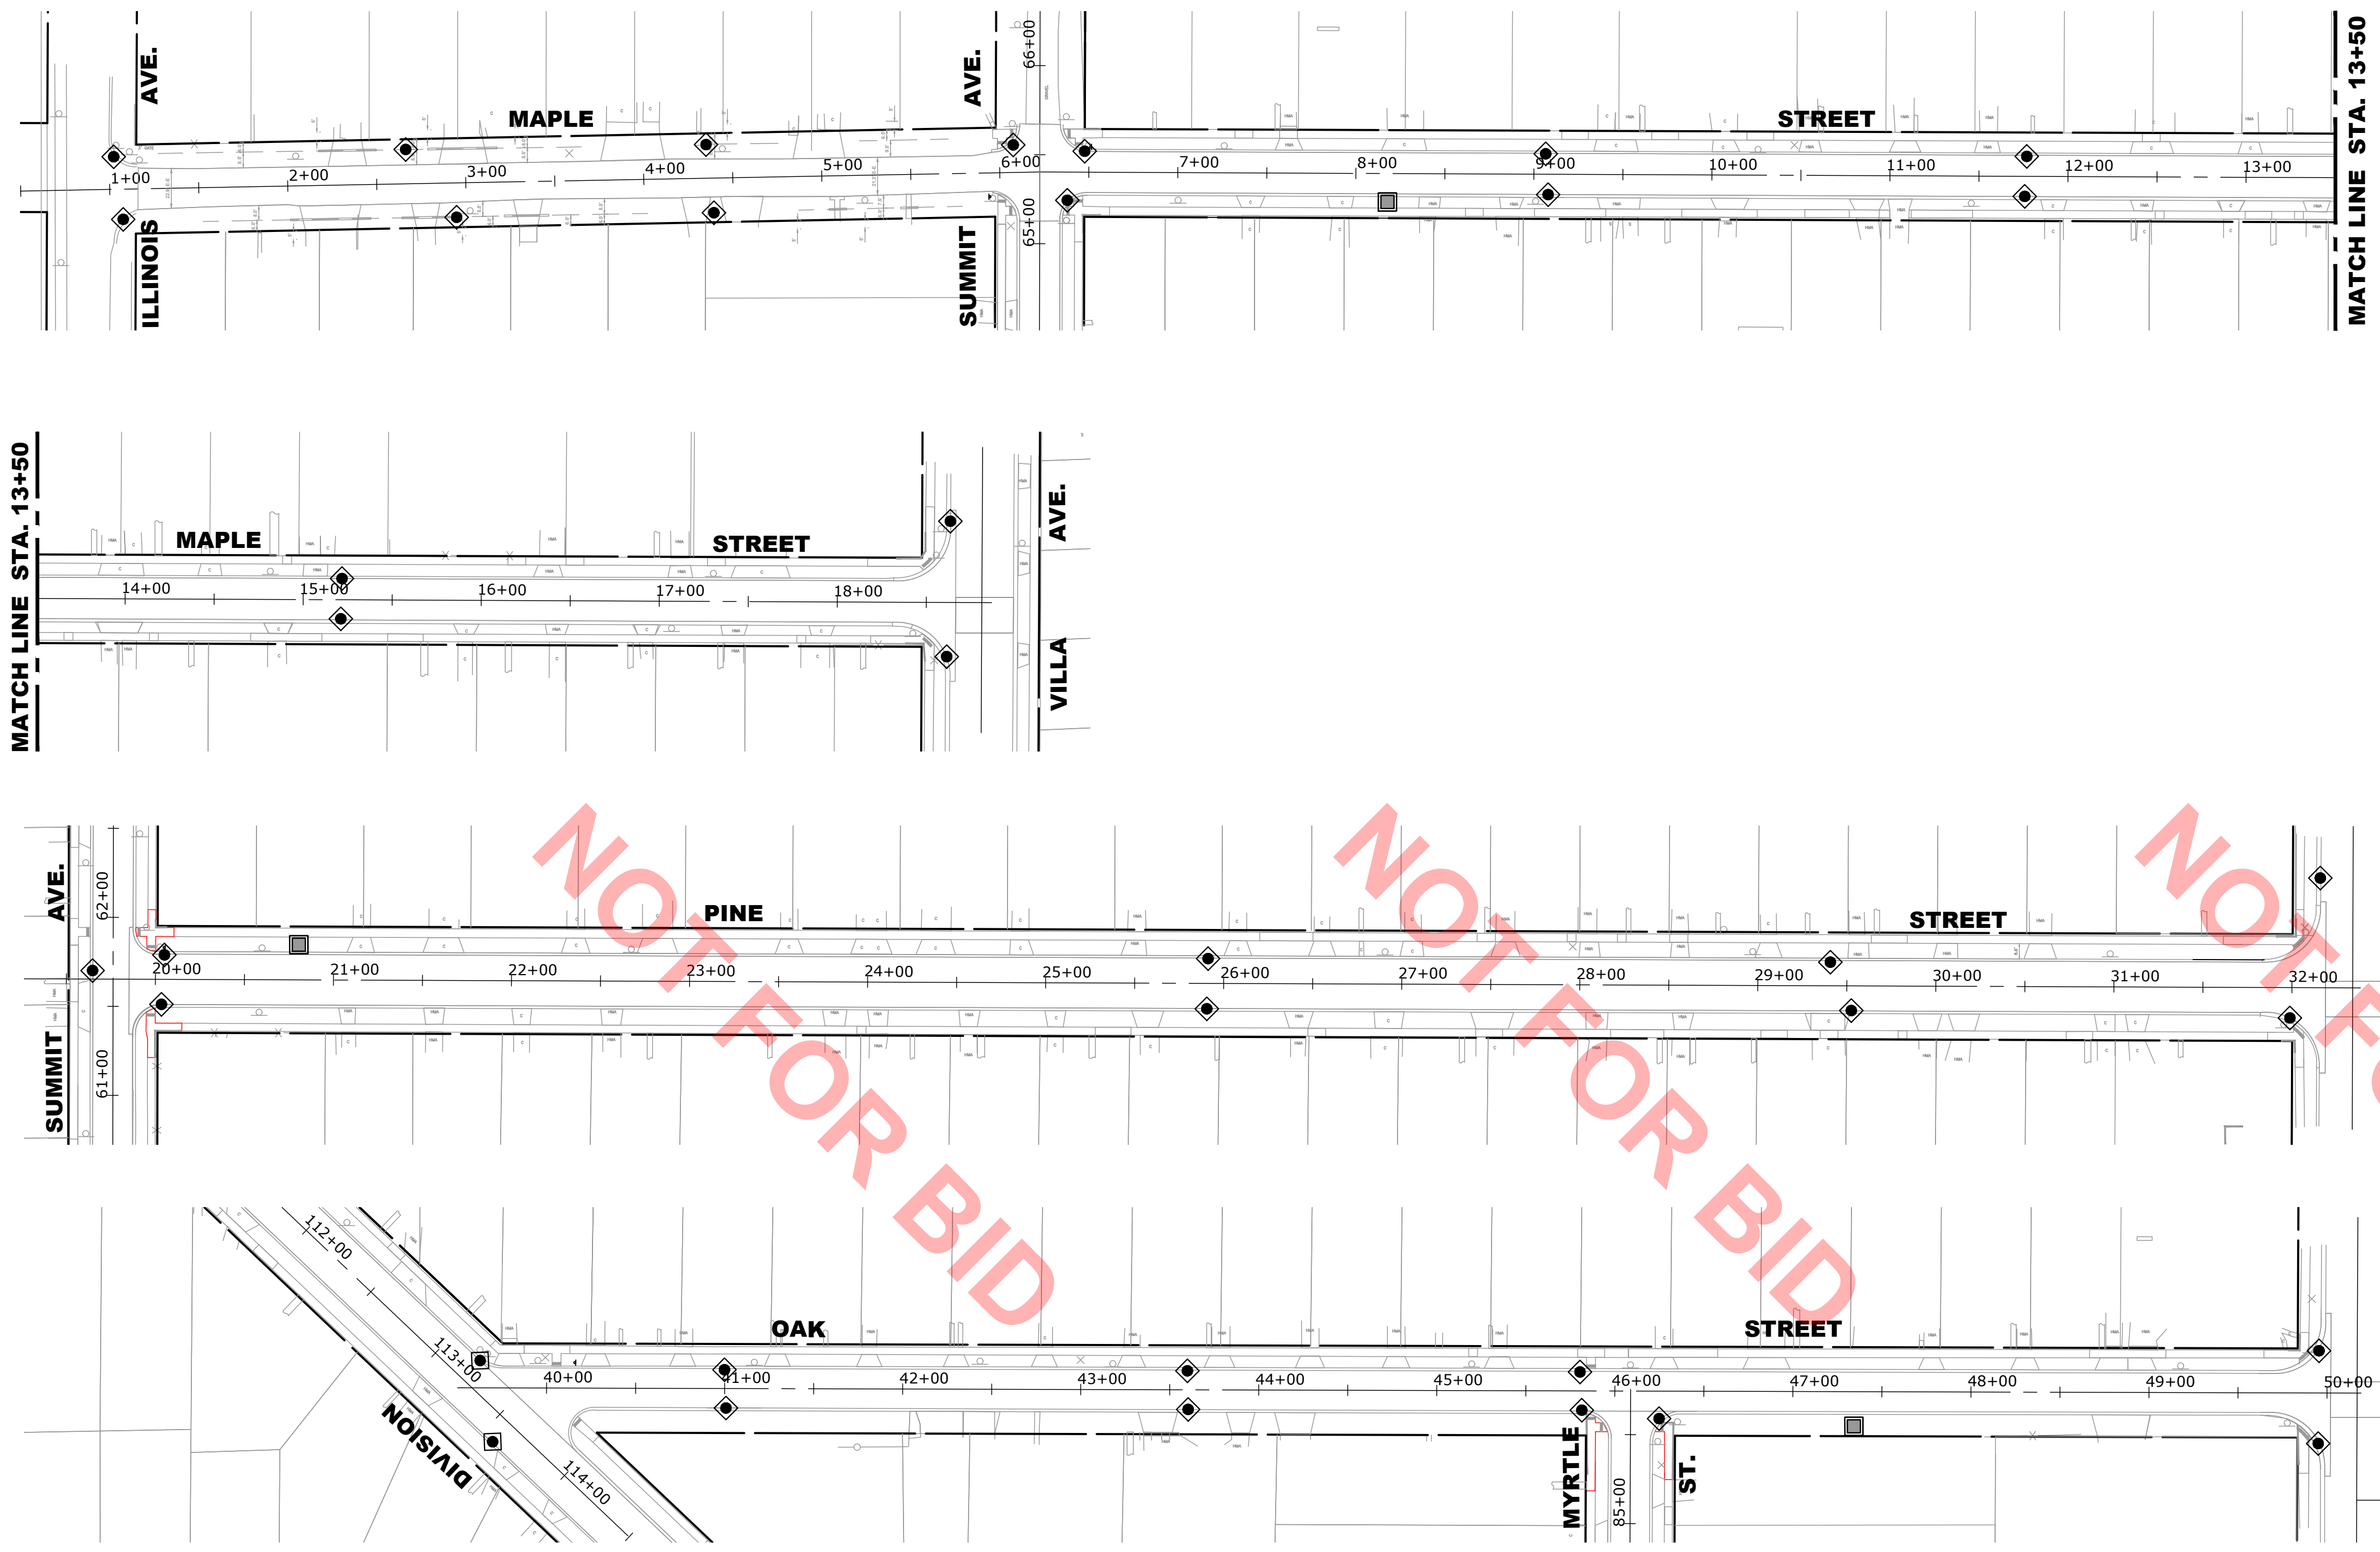 AVE.
MAPLE
AVE.
66+00
STREET
MATCH LINE STA. 13+50
1+00 2+00 3+00 4+00 5+00 6+00 7+00 8+00 9+00 10+00 11+00 12+00 13+00
ILLINOIS
SUMMIT
65+00
MATCH LINE STA. 13+50
MAPLE
STREET
AVE.
14+00 15+00 16+00 17+00 18+00
VILLA
AVE.
62+00
PINE
STREET
20+00 21+00 22+00 23+00 24+00 25+00 26+00 27+00 28+00 29+00 30+00 31+00 32+00
SUMMIT
61+00
NOT FOR BID
NOT FOR BID
NOT FO
112+00
113+00
114+00
DIVISION
OAK
STREET
40+00 41+00 42+00 43+00 44+00 45+00 46+00 47+00 48+00 49+00 50+00
MYRTLE
ST.
85+00